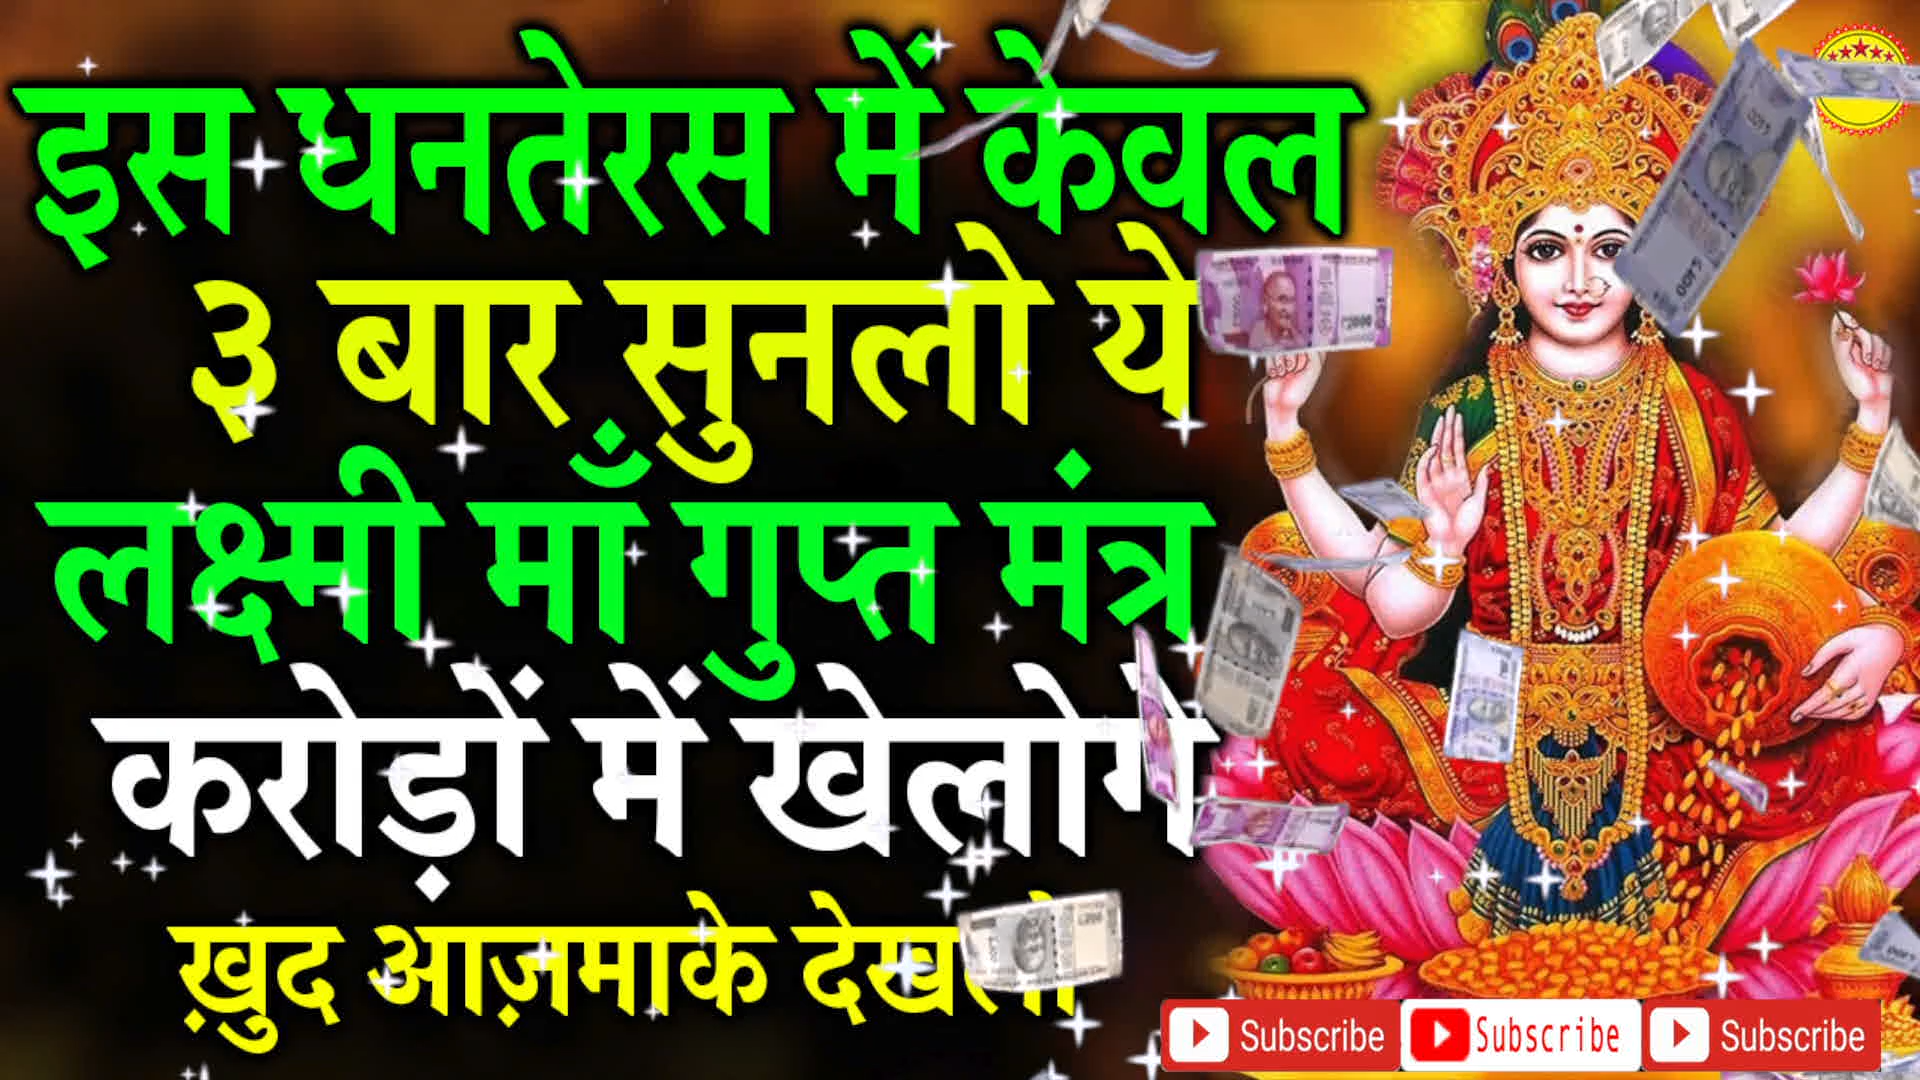 इस धनतेरस में केवल
३ बार सुनलो ये
लक्ष्मी माँ गुप्त मंत्र
करोड़ों में खेलोगे
ख़ुद आज़माके देखलो
Subscribe Subscribe Subscribe